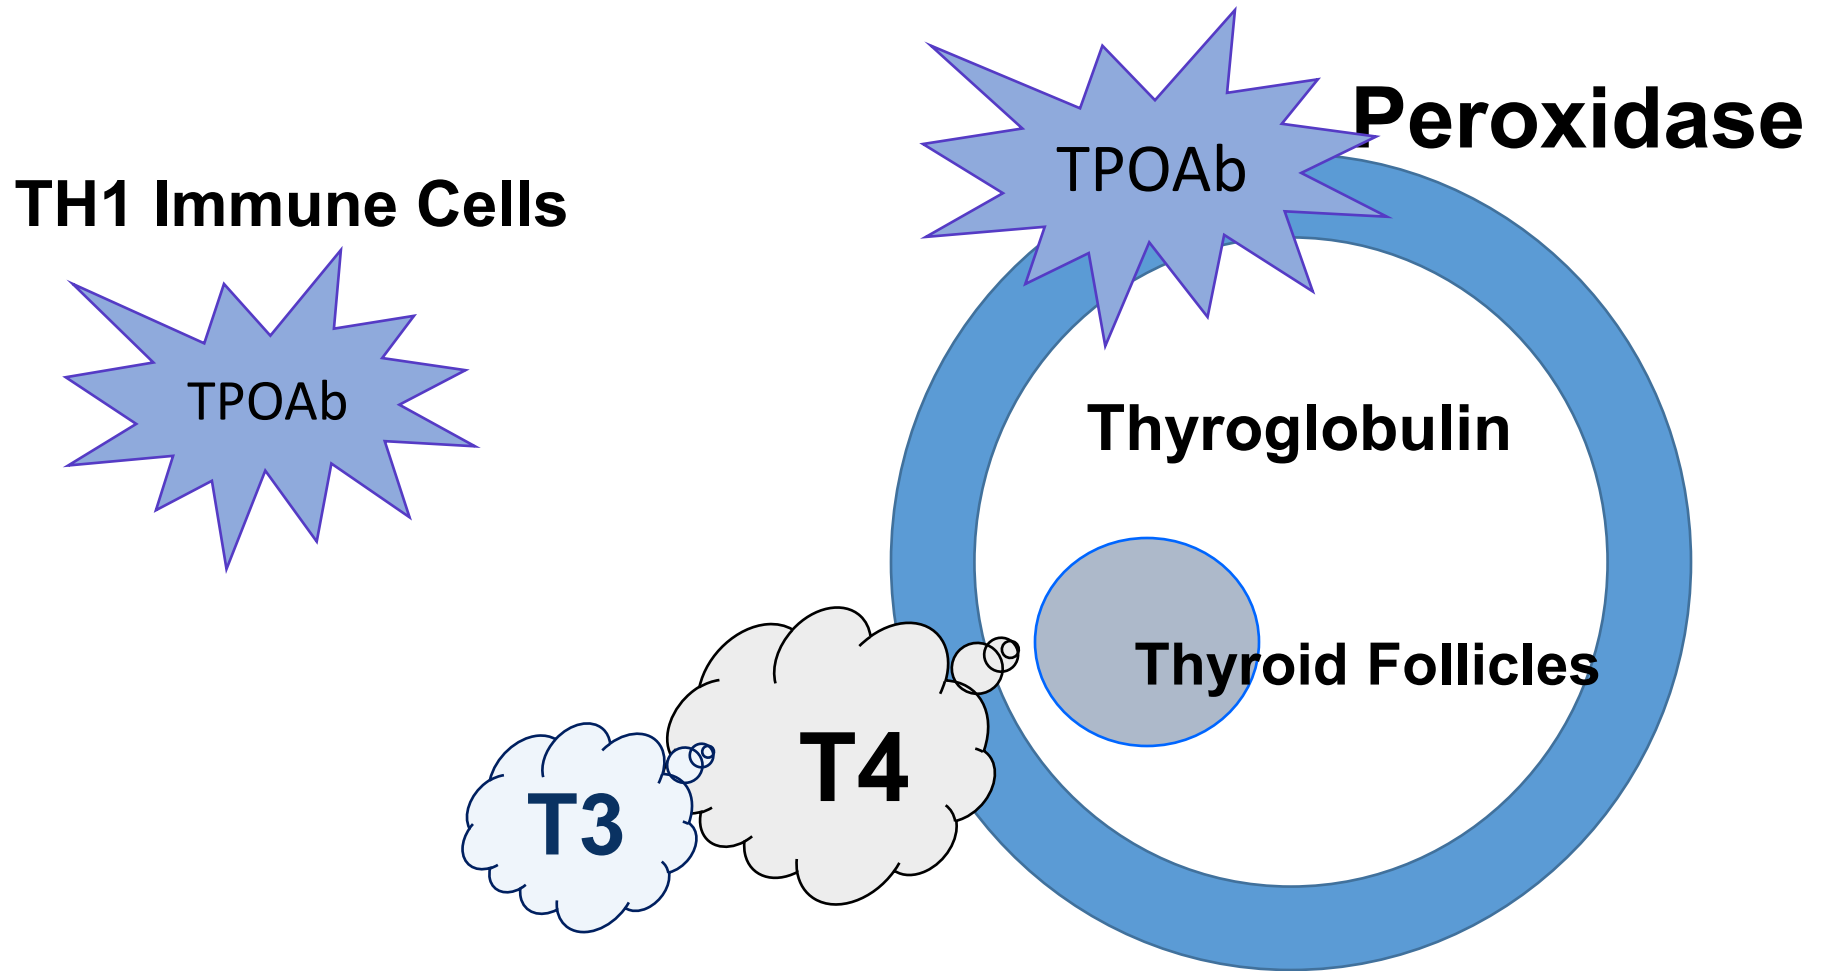 Peroxidase
TPOAb
TH1 Immune Cells
TPOAb
Thyroglobulin
Thyroid Follicles
T4
T3